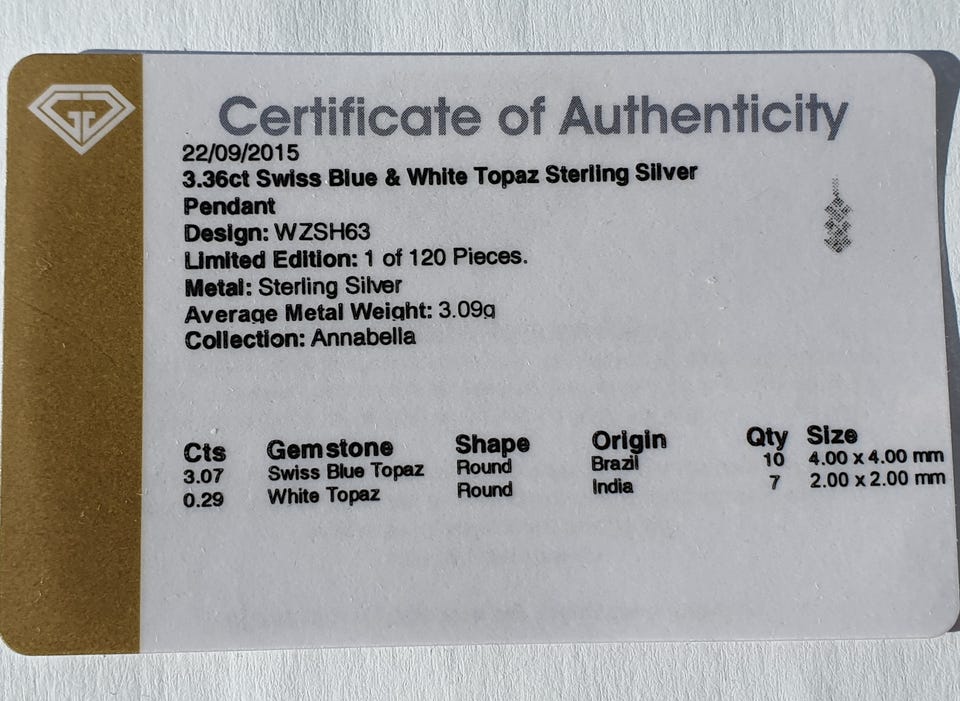 Certificate of Authenticity
22/09/2015
3.36ct Swiss Blue & White Topaz Sterling Silver
Pendant
Design: WZSH63
Limited Edition: 1 of 120 Pieces.
Metal: Sterling Silver
Average Metal Weight: 3.09g
Collection: Annabella
Cts Gemstone Shape Origin Qty Size
3.07 Swiss Blue Topaz Round Brazil 10 4.00 x 4.00 mm
0.29 White Topaz Round India 7 2.00 x 2.00 mm